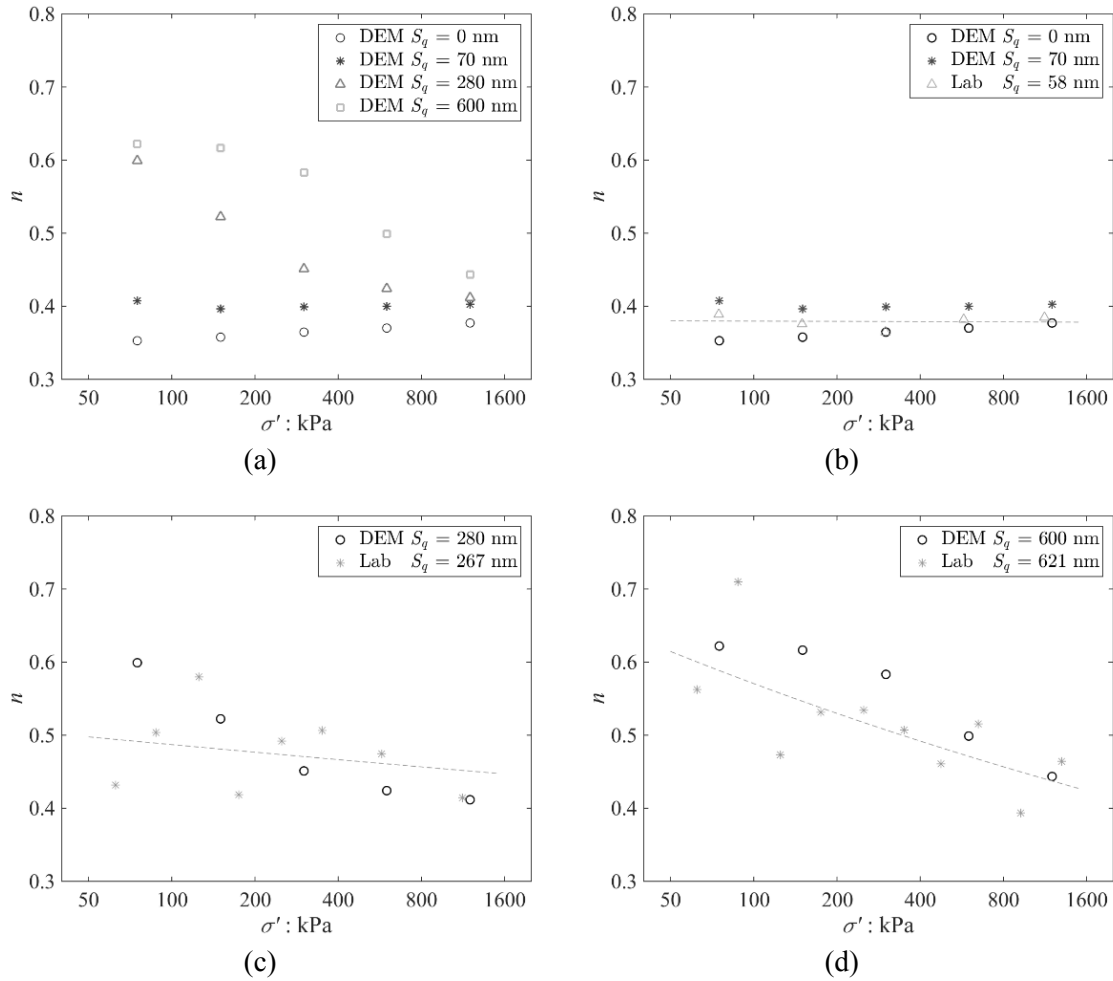 0.8
0.7
0.6
0.5
0.4
0.3
n
50 100 200 400 800 1600
σ′ : kPa
DEM S_q = 0 nm
DEM S_q = 70 nm
DEM S_q = 280 nm
DEM S_q = 600 nm
(a)
0.8
0.7
0.6
0.5
0.4
0.3
n
50 100 200 400 800 1600
σ′ : kPa
DEM S_q = 0 nm
DEM S_q = 70 nm
Lab S_q = 58 nm
(b)
0.8
0.7
0.6
0.5
0.4
0.3
n
50 100 200 400 800 1600
σ′ : kPa
DEM S_q = 280 nm
Lab S_q = 267 nm
(c)
0.8
0.7
0.6
0.5
0.4
0.3
n
50 100 200 400 800 1600
σ′ : kPa
DEM S_q = 600 nm
Lab S_q = 621 nm
(d)